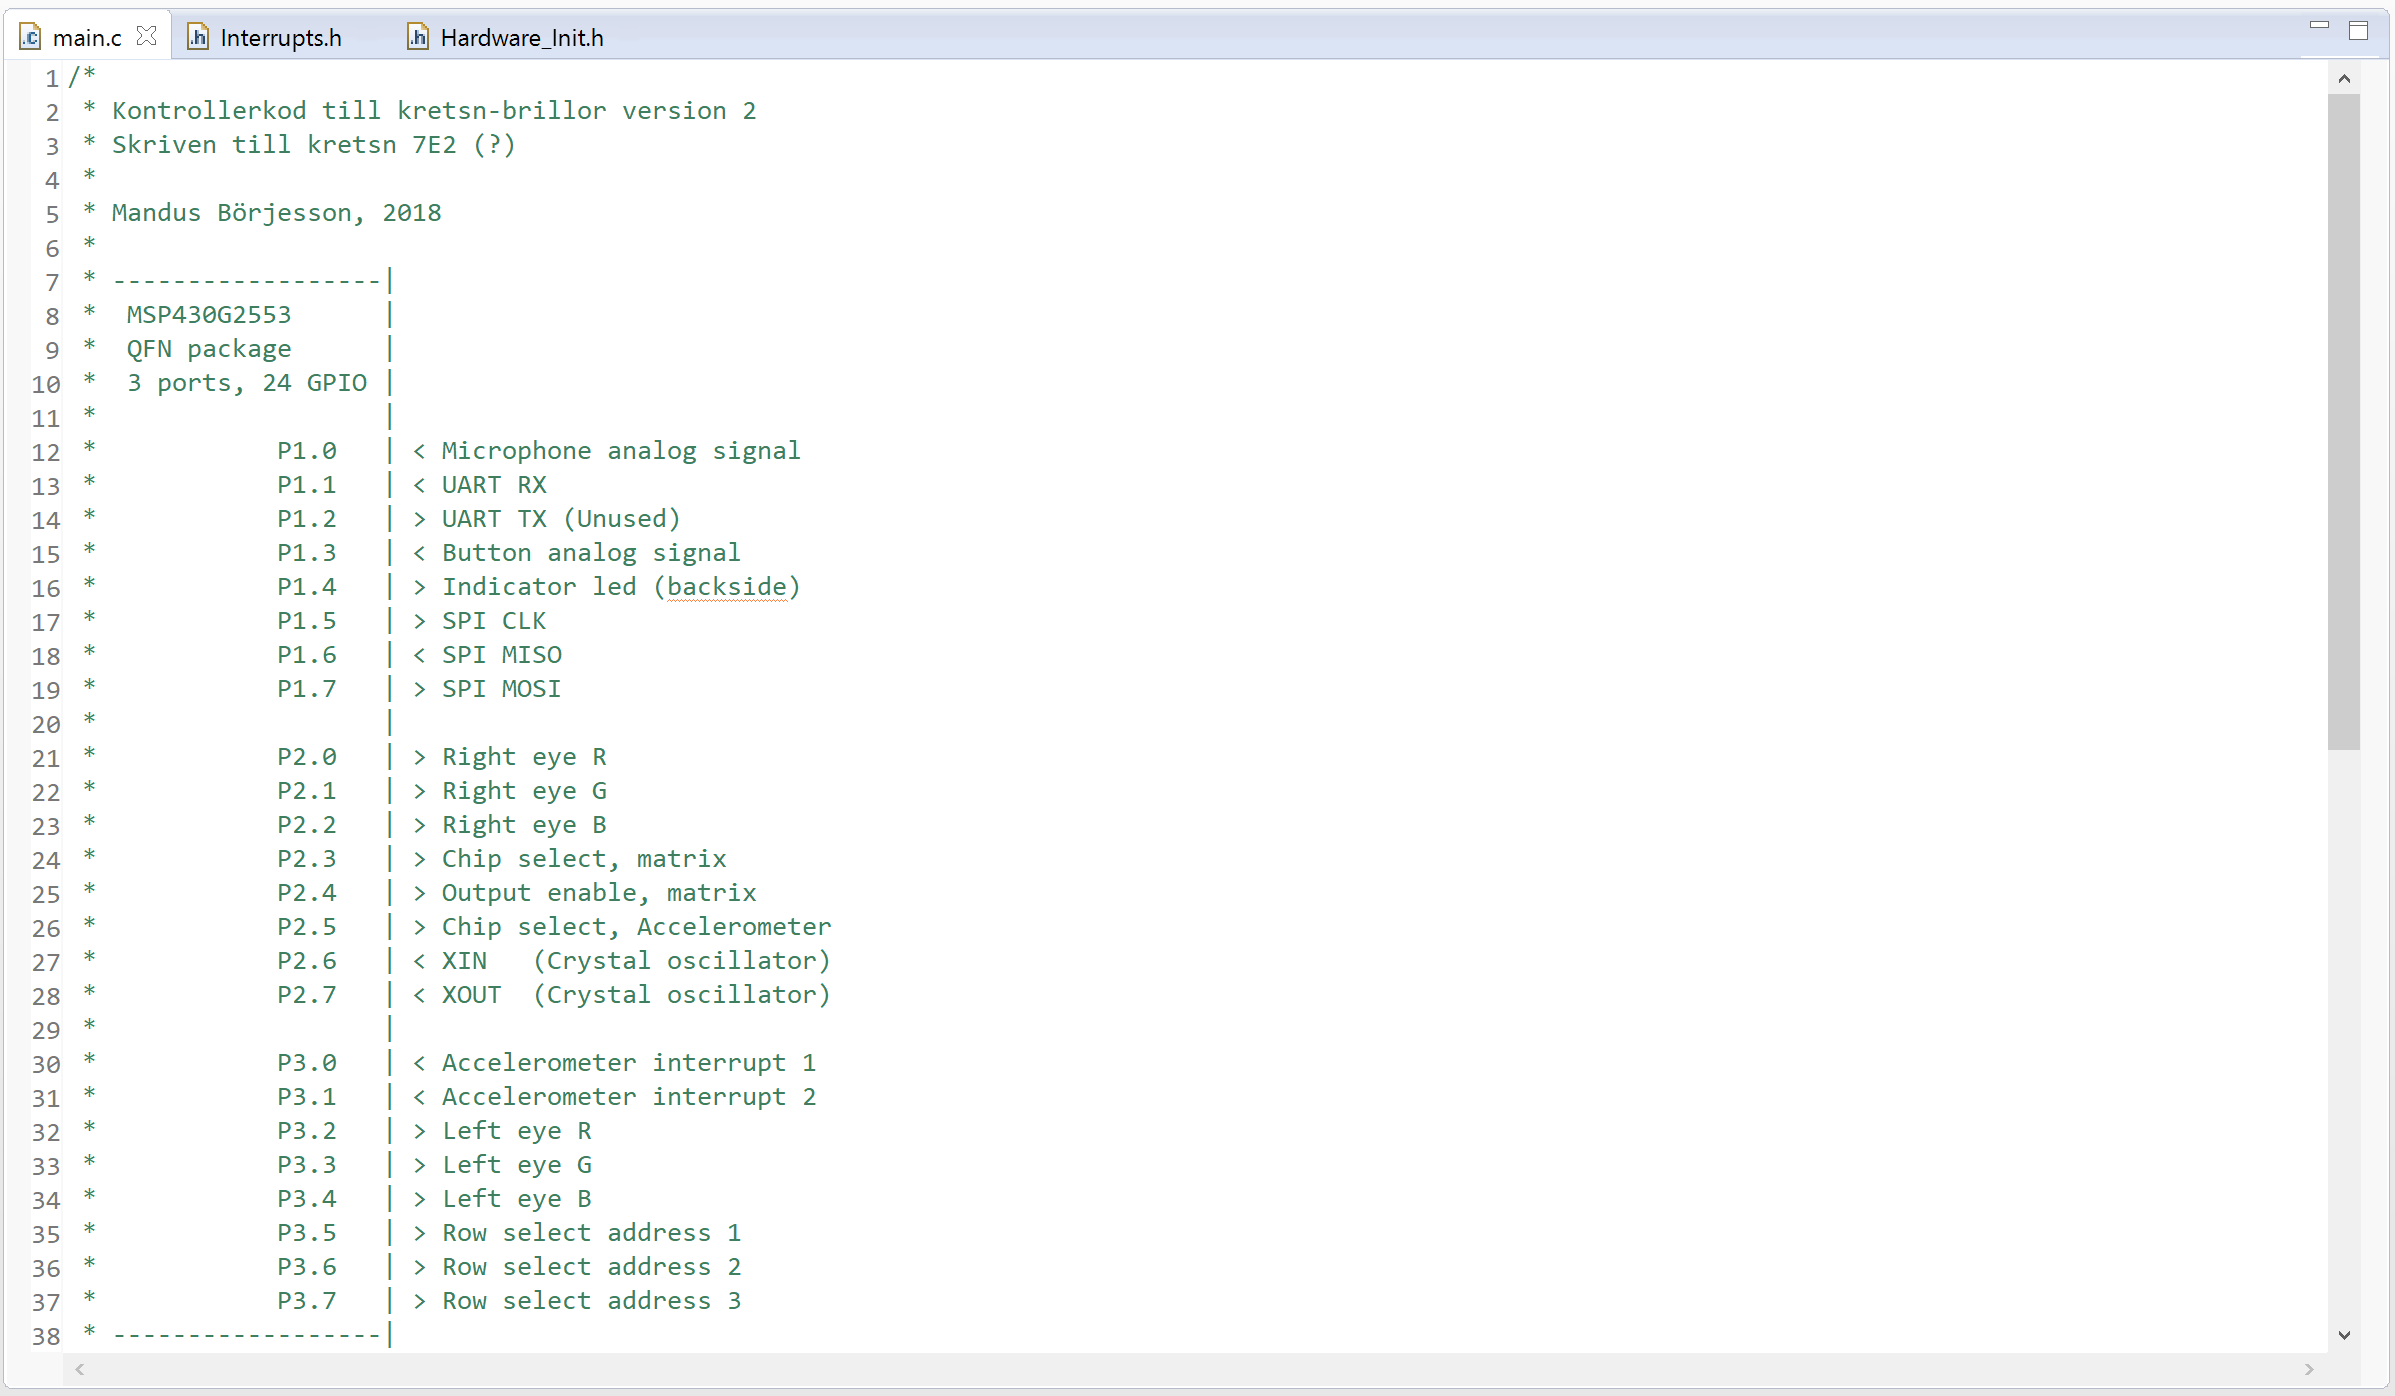 main.c Interrupts.h Hardware_Init.h
1 /*
2  * Kontrollerkod till kretsn-brillor version 2
3  * Skriven till kretsn 7E2 (?)
4  *
5  * Mandus Börjesson, 2018
6  *
7  * ------------------|
8  *  MSP430G2553      |
9  *  QFN package      |
10  *  3 ports, 24 GPIO |
11  *                   |
12  *            P1.0   | < Microphone analog signal
13  *            P1.1   | < UART RX
14  *            P1.2   | > UART TX (Unused)
15  *            P1.3   | < Button analog signal
16  *            P1.4   | > Indicator led (backside)
17  *            P1.5   | > SPI CLK
18  *            P1.6   | < SPI MISO
19  *            P1.7   | > SPI MOSI
20  *                   |
21  *            P2.0   | > Right eye R
22  *            P2.1   | > Right eye G
23  *            P2.2   | > Right eye B
24  *            P2.3   | > Chip select, matrix
25  *            P2.4   | > Output enable, matrix
26  *            P2.5   | > Chip select, Accelerometer
27  *            P2.6   | < XIN   (Crystal oscillator)
28  *            P2.7   | < XOUT  (Crystal oscillator)
29  *                   |
30  *            P3.0   | < Accelerometer interrupt 1
31  *            P3.1   | < Accelerometer interrupt 2
32  *            P3.2   | > Left eye R
33  *            P3.3   | > Left eye G
34  *            P3.4   | > Left eye B
35  *            P3.5   | > Row select address 1
36  *            P3.6   | > Row select address 2
37  *            P3.7   | > Row select address 3
38  * ------------------|